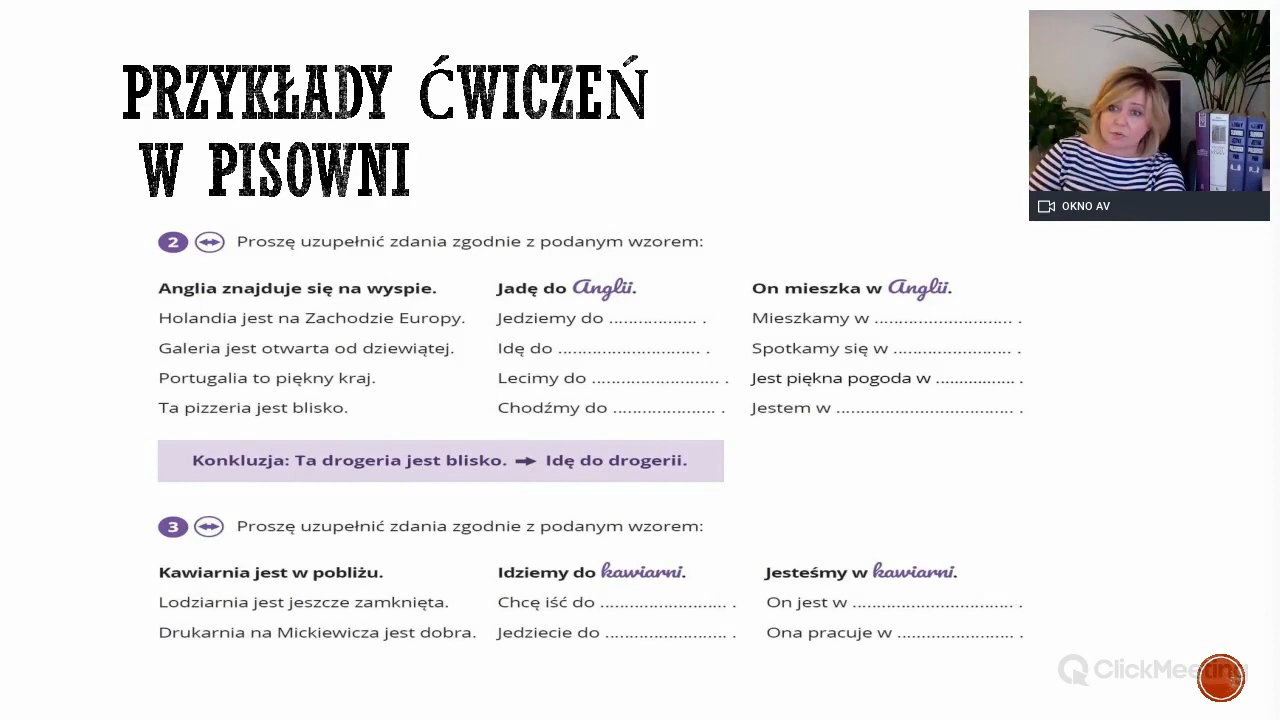 PRZYKŁADY ĆWICZEŃ
W PISOWNI
OKNO AV
2 Proszę uzupełnić zdania zgodnie z podanym wzorem:
Anglia znajduje się na wyspie. Jadę do Anglii. On mieszka w Anglii.
Holandia jest na Zachodzie Europy. Jedziemy do .................. . Mieszkamy w ............................ .
Galeria jest otwarta od dziewiątej. Idę do ............................. . Spotkamy się w ........................ .
Portugalia to piękny kraj. Lecimy do .......................... . Jest piękna pogoda w ................ .
Ta pizzeria jest blisko. Chodźmy do ..................... . Jestem w .................................... .
Konkluzja: Ta drogeria jest blisko. → Idę do drogerii.
3 Proszę uzupełnić zdania zgodnie z podanym wzorem:
Kawiarnia jest w pobliżu. Idziemy do kawiarni. Jesteśmy w kawiarni.
Lodziarnia jest jeszcze zamknięta. Chcę iść do .......................... . On jest w ................................. .
Drukarnia na Mickiewicza jest dobra. Jedziecie do ......................... . Ona pracuje w ........................ .
ClickMeeting